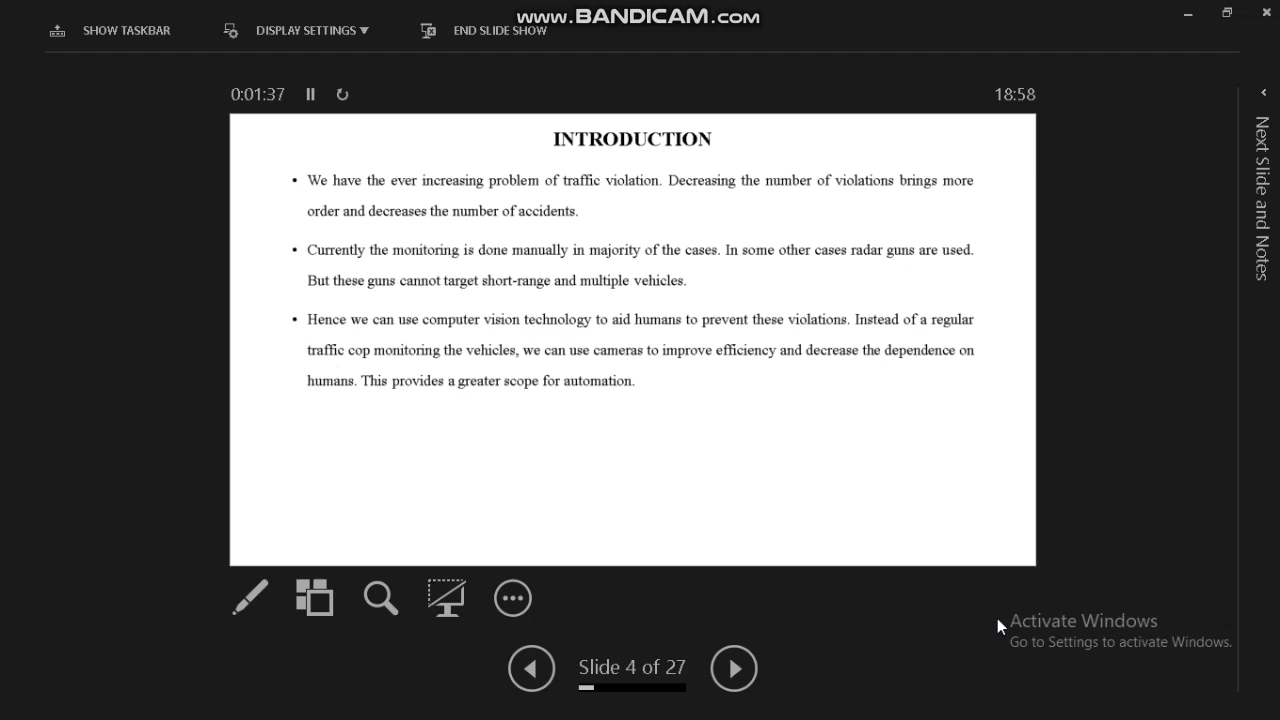 www.BANDICAM.com
SHOW TASKBAR
DISPLAY SETTINGS
END SLIDE SHOW
0:01:37
18:58
INTRODUCTION
• We have the ever increasing problem of traffic violation. Decreasing the number of violations brings more
order and decreases the number of accidents.
• Currently the monitoring is done manually in majority of the cases. In some other cases radar guns are used.
But these guns cannot target short-range and multiple vehicles.
• Hence we can use computer vision technology to aid humans to prevent these violations. Instead of a regular
traffic cop monitoring the vehicles, we can use cameras to improve efficiency and decrease the dependence on
humans. This provides a greater scope for automation.
Next Slide and Notes
Activate Windows
Go to Settings to activate Windows.
Slide 4 of 27